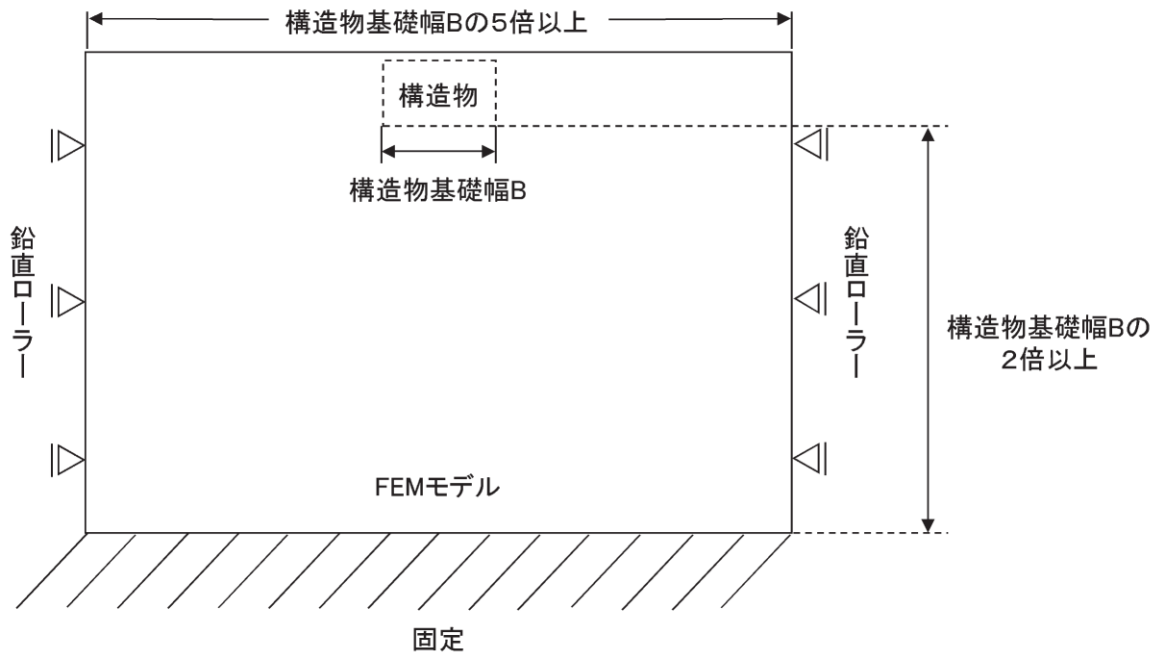 構造物基礎幅Bの5倍以上
構造物
構造物基礎幅B
鉛直ローラー
鉛直ローラー
構造物基礎幅Bの
2倍以上
FEMモデル
固定